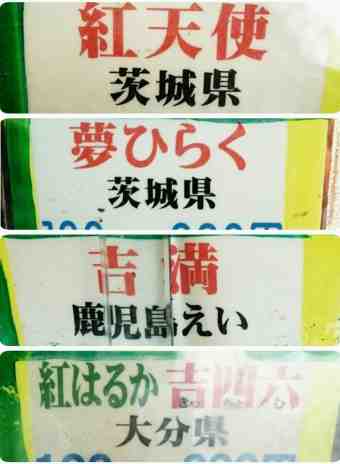 紅天使
茨城県
夢ひらく
茨城県
吉満
鹿児島えい
紅はるか 吉四六
大分県